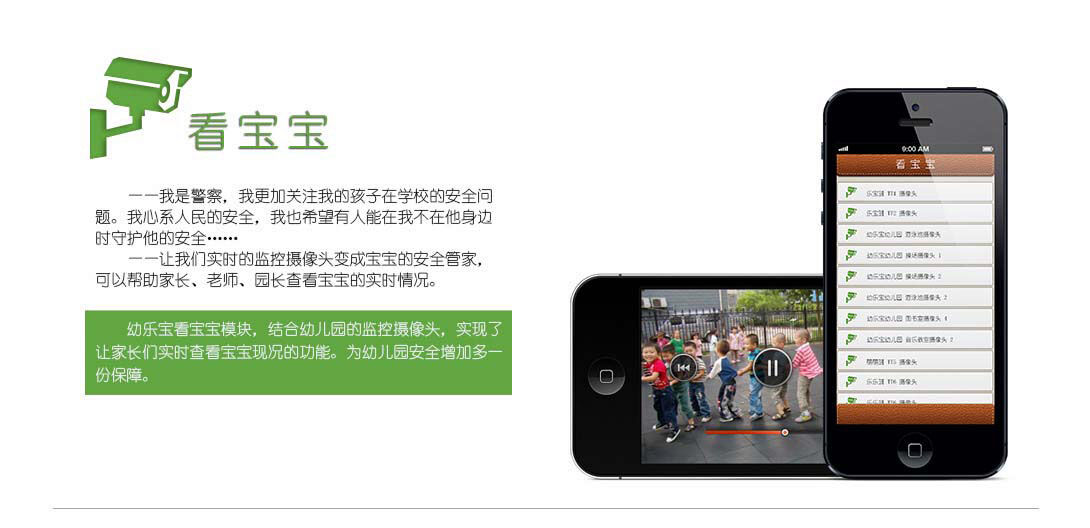 看宝宝
——我是警察，我更加关注我的孩子在学校的安全问
题。我心系人民的安全，我也希望有人能在我不在他身边
时守护他的安全……
——让我们实时的监控摄像头变成宝宝的安全管家，
可以帮助家长、老师、园长查看宝宝的实时情况。
幼乐宝看宝宝模块，结合幼儿园的监控摄像头，实现了
让家长们实时查看宝宝现况的功能。为幼儿园安全增加多一
份保障。
9:00 AM
看宝宝
乐宝班 YT1 摄像头
乐宝班 YT2 摄像头
幼乐宝幼儿园 游泳池摄像头
幼乐宝幼儿园 操场摄像头 1
幼乐宝幼儿园 操场摄像头 2
幼乐宝幼儿园 游泳池摄像头 2
幼乐宝幼儿园 图书室摄像头 4
幼乐宝幼儿园 音乐教室摄像头 2
萌萌班 YT5 摄像头
乐乐班 YT6 摄像头